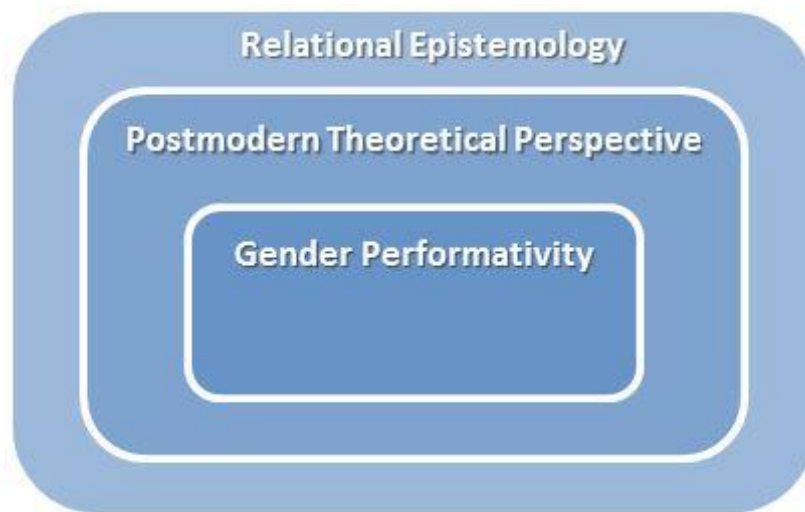 Relational Epistemology
Postmodern Theoretical Perspective
Gender Performativity